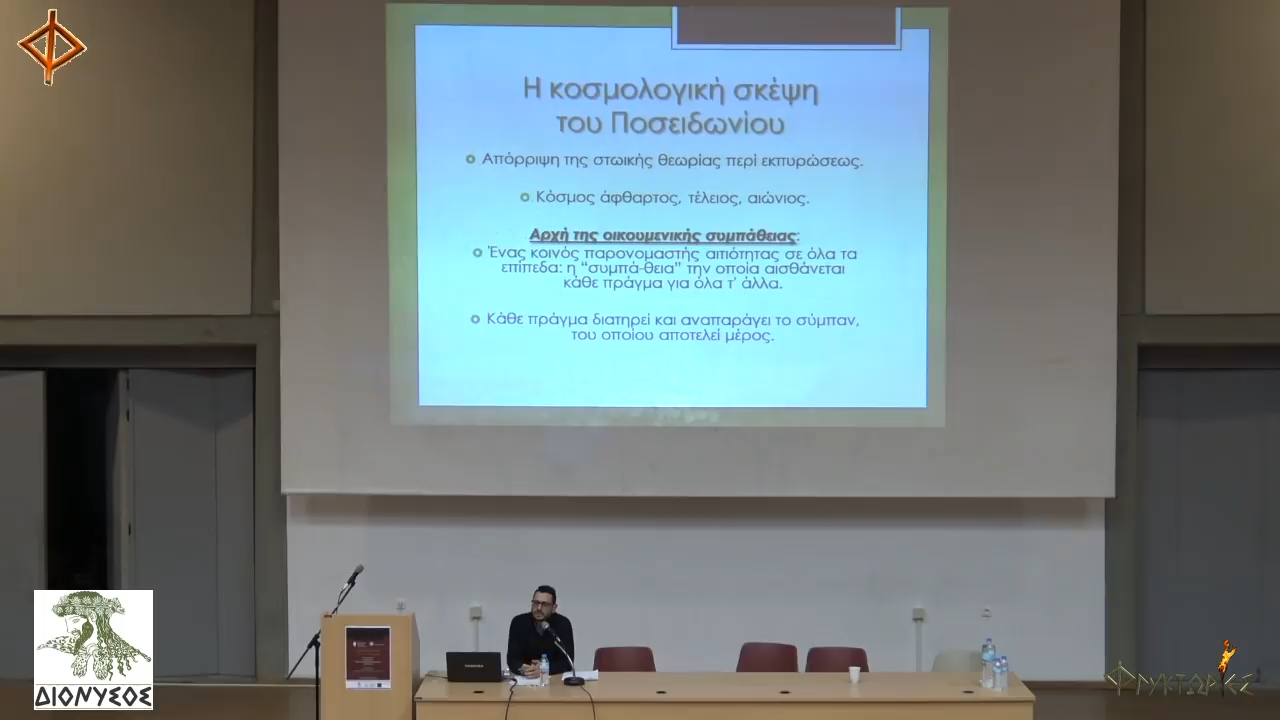 Η κοσμολογική σκέψη
του Ποσειδωνίου
Απόρριψη της στωικής θεωρίας περί εκπυρώσεως.
Κόσμος άφθαρτος, τέλειος, αιώνιος.
Αρχή της οικουμενικής συμπάθειας:
Ένας κοινός παρονομαστής αιτιότητας σε όλα τα
επίπεδα: η “συμπά-θεια” την οποία αισθάνεται
κάθε πράγμα για όλα τ’ άλλα.
Κάθε πράγμα διατηρεί και αναπαράγει το σύμπαν,
του οποίου αποτελεί μέρος.
ΔΙΟΝΥΣΟΣ
ΦΡΥΚΤΩΡΙΕΣ